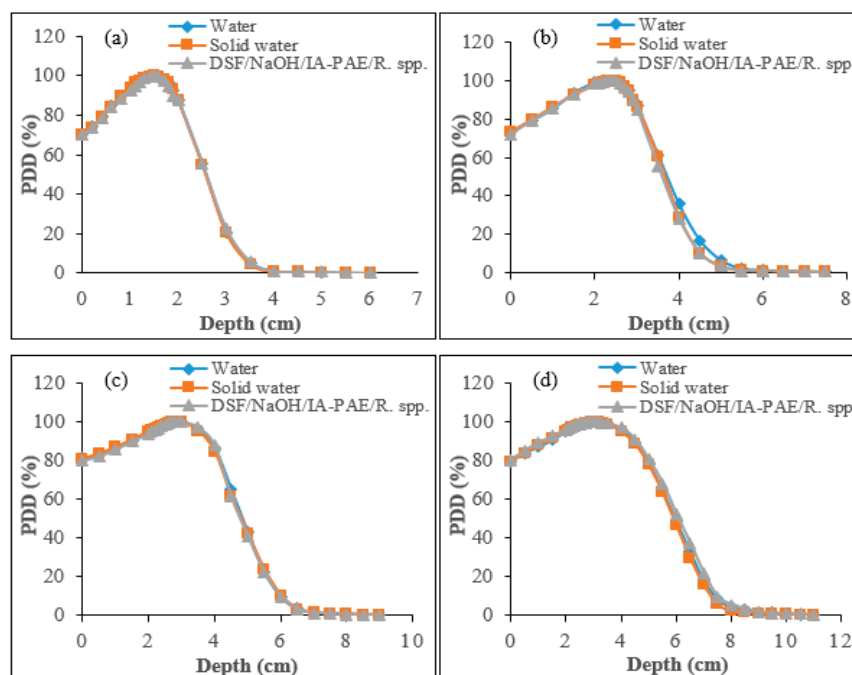 (a)
Water
Solid water
DSF/NaOH/IA-PAE/R. spp.
120
100
80
60
40
20
0
PDD (%)
0 1 2 3 4 5 6 7
Depth (cm)
(b)
Water
Solid water
DSF/NaOH/IA-PAE/R. spp.
120
100
80
60
40
20
0
PDD (%)
0 2 4 6 8
Depth (cm)
(c)
Water
Solid water
DSF/NaOH/IA-PAE/R. spp.
120
100
80
60
40
20
0
PDD (%)
0 2 4 6 8 10
Depth (cm)
(d)
Water
Solid water
DSF/NaOH/IA-PAE/R. spp.
120
100
80
60
40
20
0
PDD (%)
0 2 4 6 8 10 12
Depth (cm)